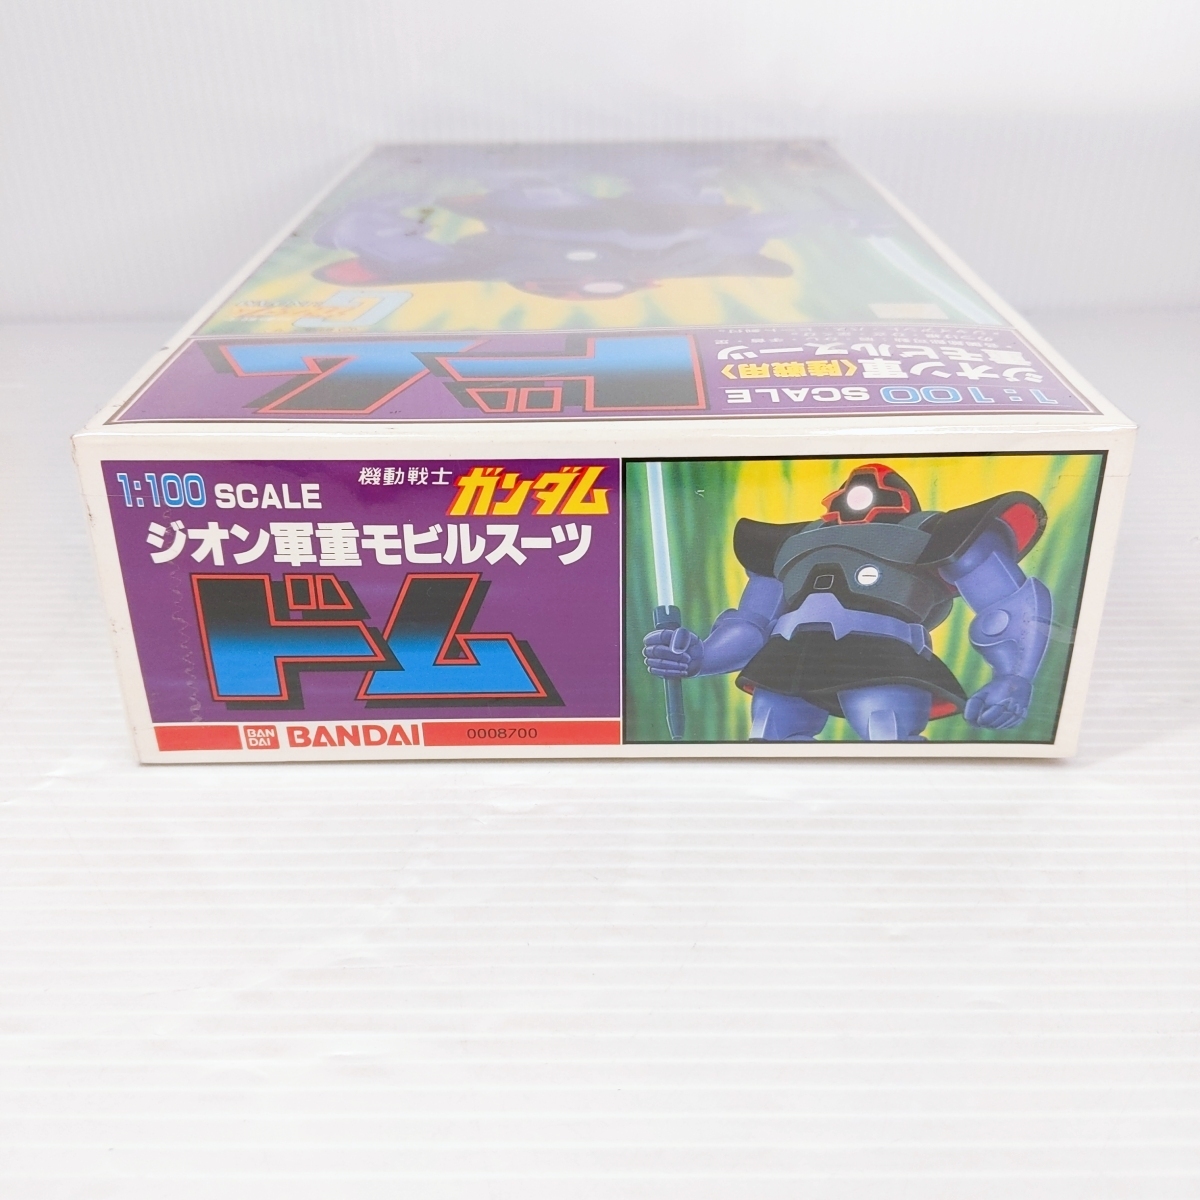 ドム
1:100 SCALE
ジオン軍〈陸戦用〉
重モビルスーツ
1:100 SCALE
機動戦士 ガンダム
ジオン軍重モビルスーツ
ドム
BAN
DAI
BANDAI
0008700